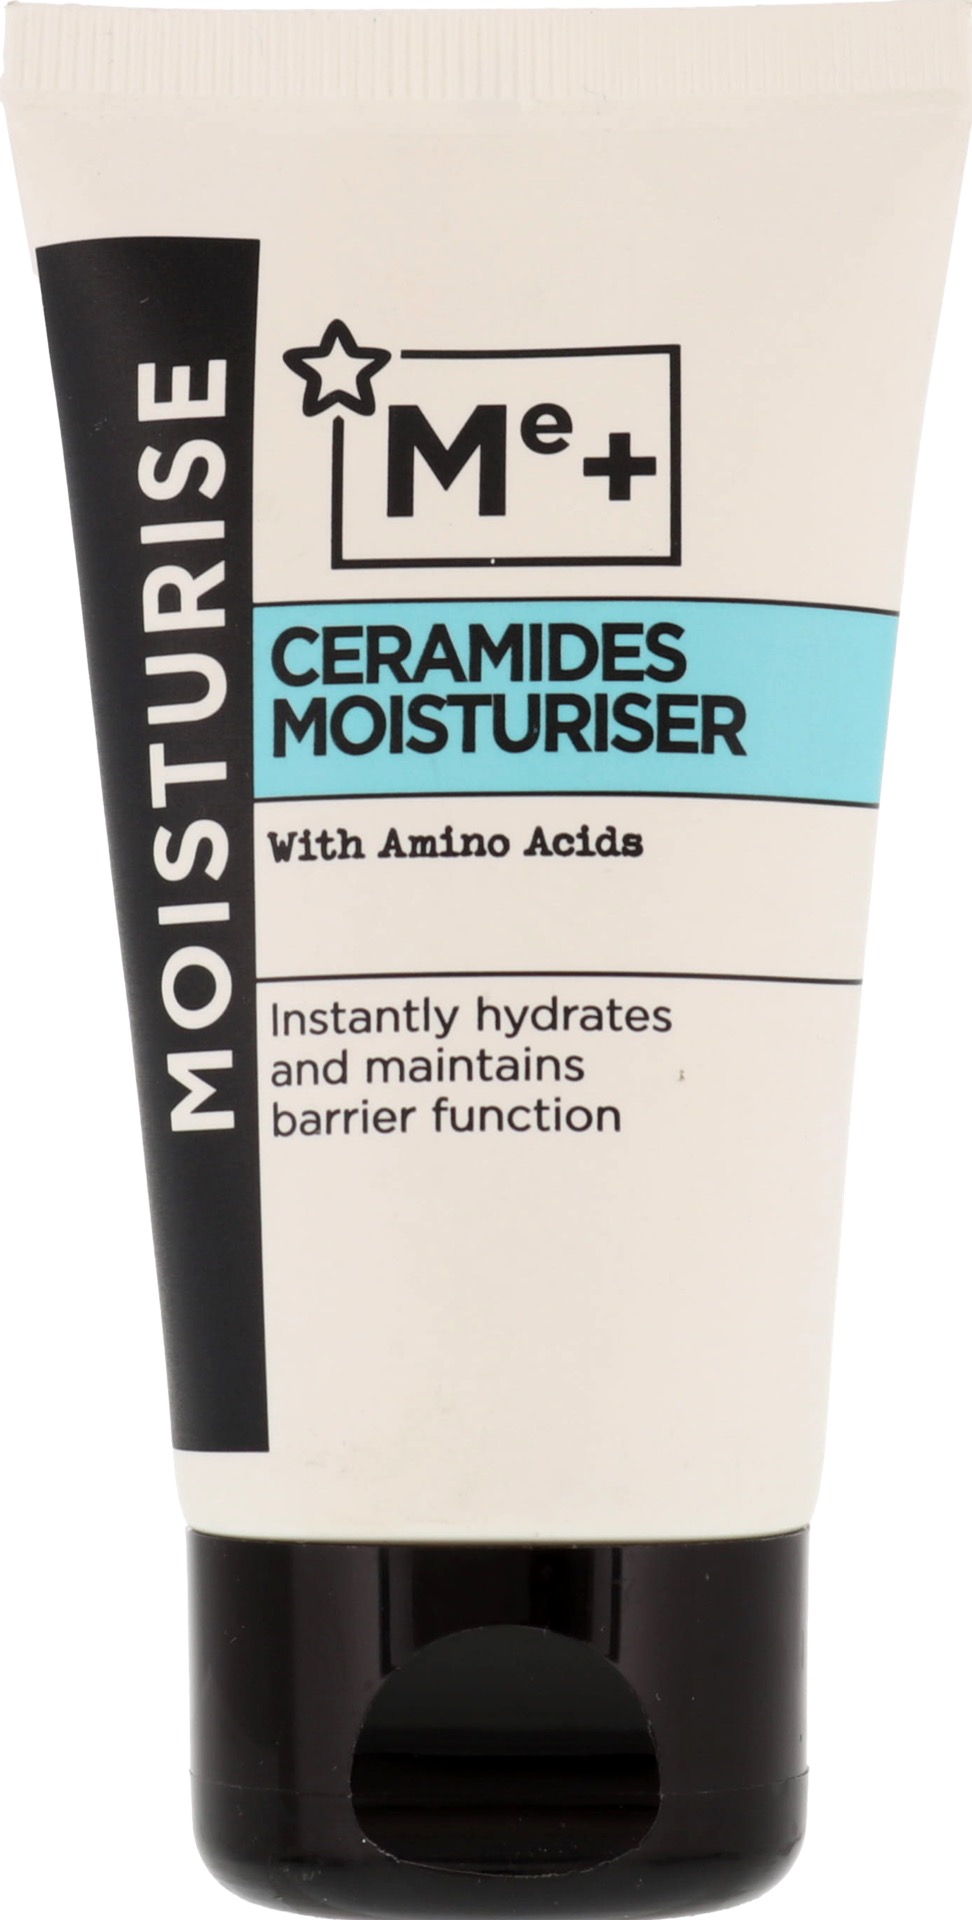 MOISTURISE
Me+
CERAMIDES
MOISTURISER
With Amino Acids
Instantly hydrates
and maintains
barrier function